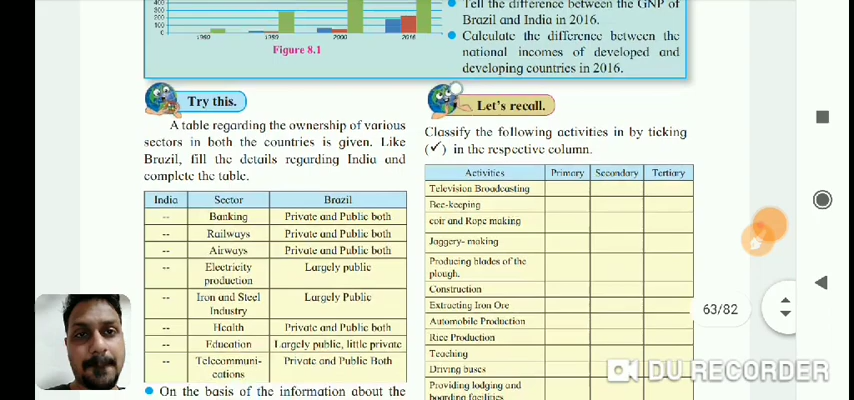 400
300
200
100
0
1980
1989
2000
2016
Figure 8.1
Tell the difference between the GNP of
Brazil and India in 2016.
Calculate the difference between the
national incomes of developed and
developing countries in 2016.
Try this.
A table regarding the ownership of various
sectors in both the countries is given. Like
Brazil, fill the details regarding India and
complete the table.
India Sector Brazil
-- Banking Private and Public both
-- Railways Private and Public both
-- Airways Private and Public both
-- Electricity Largely public
production
-- Iron and Steel Largely Public
Industry
-- Health Private and Public both
-- Education Largely public, little private
-- Telecommuni- Private and Public Both
cations
On the basis of the information about the
Let's recall.
Classify the following activities in by ticking
(✓) in the respective column.
Activities Primary Secondary Tertiary
Television Broadcasting
Bee-keeping
coir and Rope making
Jaggery- making
Producing blades of the
plough.
Construction
Extracting Iron Ore
Automobile Production
Rice Production
Teaching
Driving buses
Providing lodging and
boarding facilities
63/82
DU RECORDER